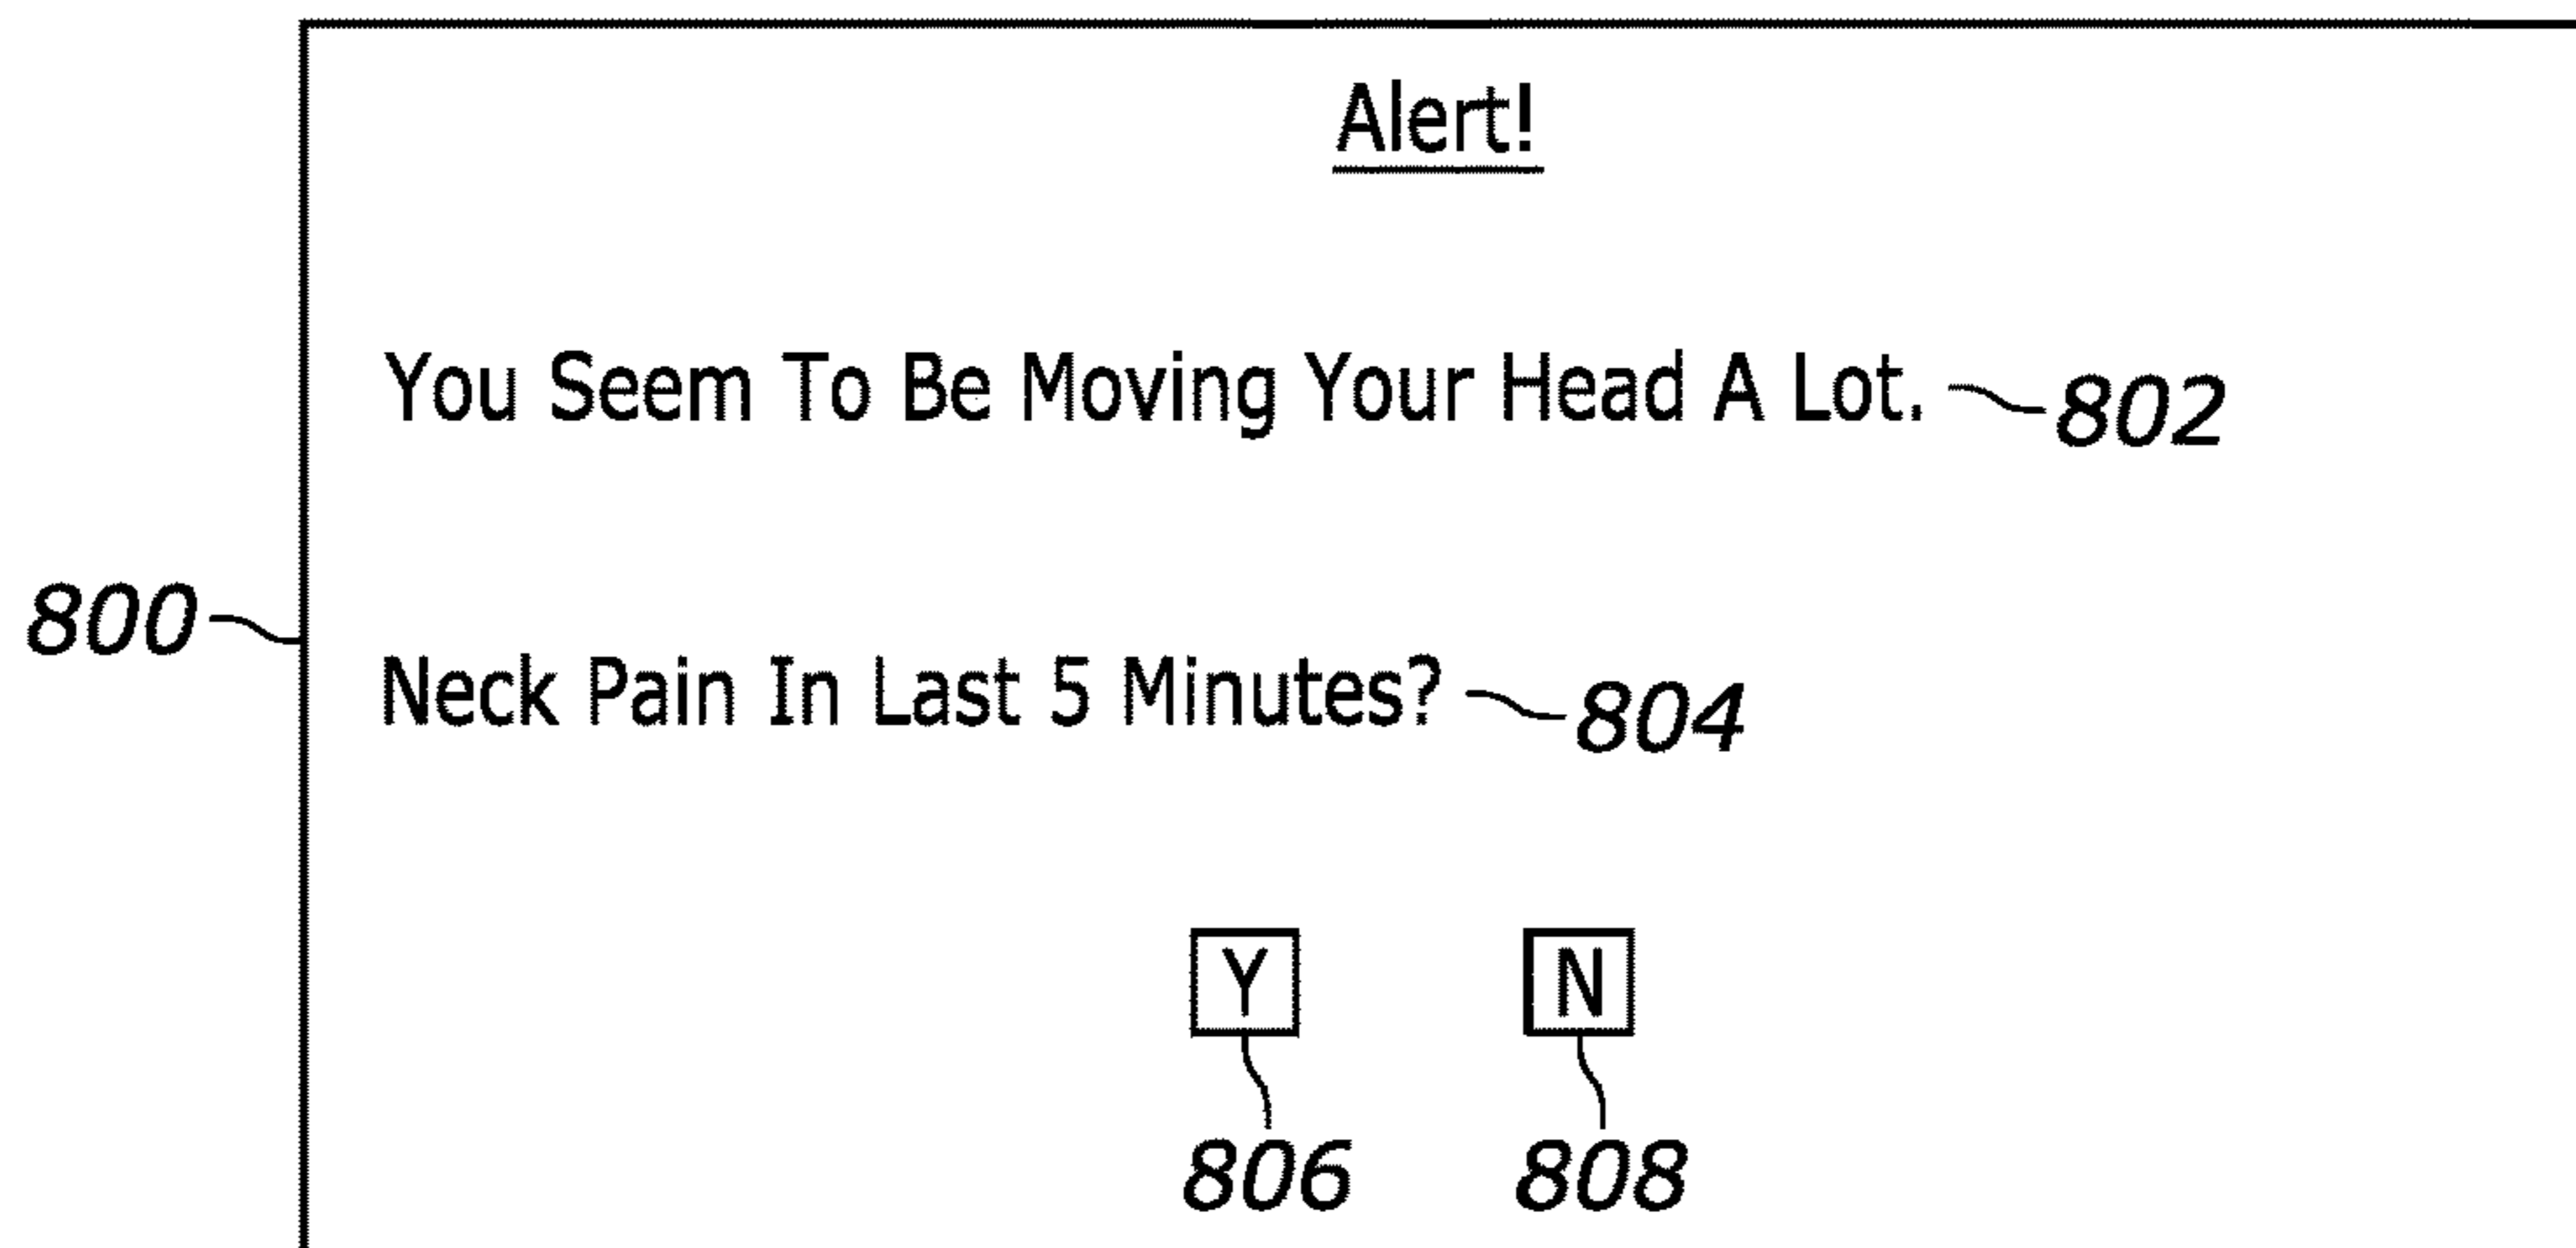 Alert!
You Seem To Be Moving Your Head A Lot. 802
800
Neck Pain In Last 5 Minutes? 804
Y N
806 808